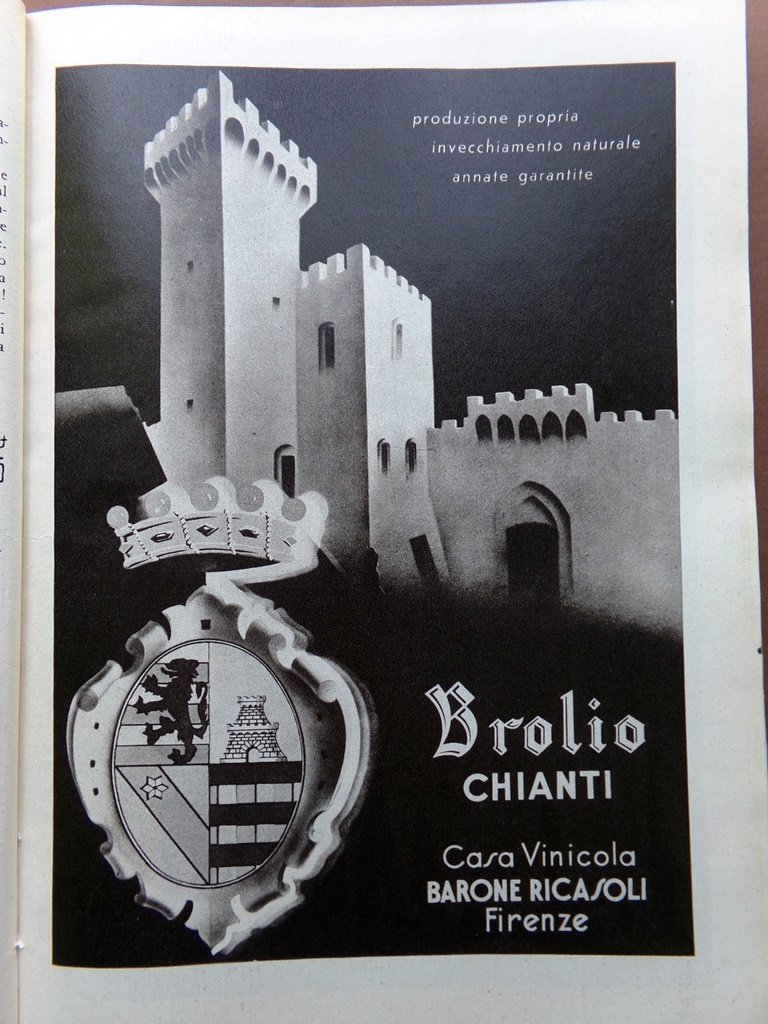 produzione propria
invecchiamento naturale
annate garantite
Brolio
CHIANTI
Casa Vinicola
BARONE RICASOLI
Firenze